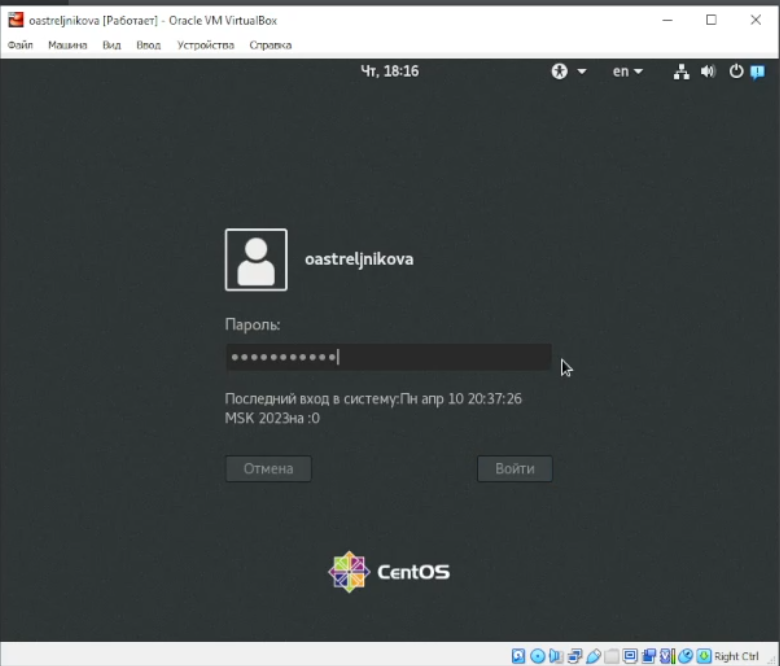 oastreljnikova [Работает] - Oracle VM VirtualBox
Файл Машина Вид Ввод Устройства Справка
Чт, 18:16 en
oastreljnikova
Пароль:
Последний вход в систему:Пн апр 10 20:37:26
MSK 2023на :0
Отмена Войти
CentOS
Right Ctrl